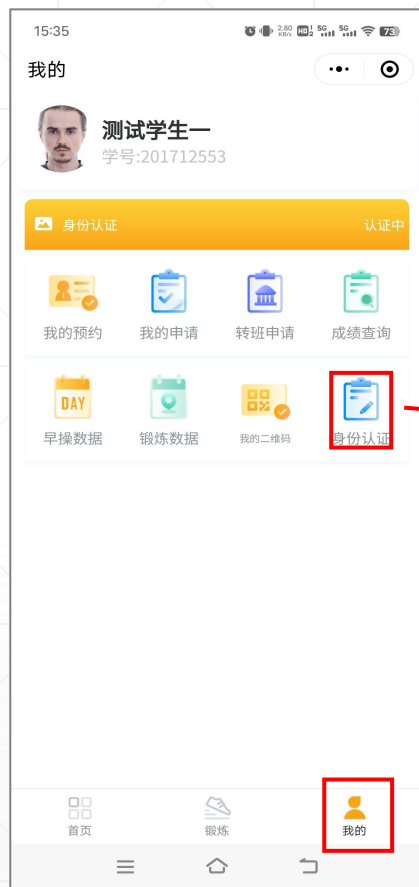 15:35
2.80 KB/s HD 1 2 5G 5G 73
我的
测试学生一
学号:201712553
身份认证 认证中
我的预约 我的申请 转班申请 成绩查询
DAY
早操数据 锻炼数据 我的二维码 身份认证
首页 锻炼 我的